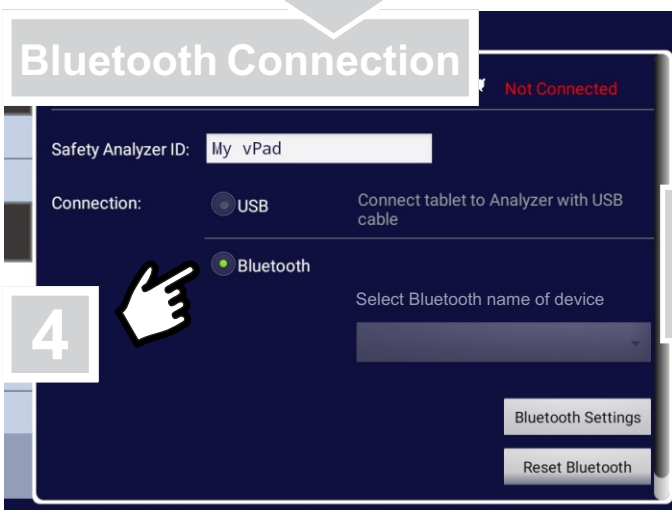 Bluetooth Connection
Not Connected
Safety Analyzer ID: My vPad
Connection: USB Connect tablet to Analyzer with USB
cable
Bluetooth
Select Bluetooth name of device
4
Bluetooth Settings
Reset Bluetooth